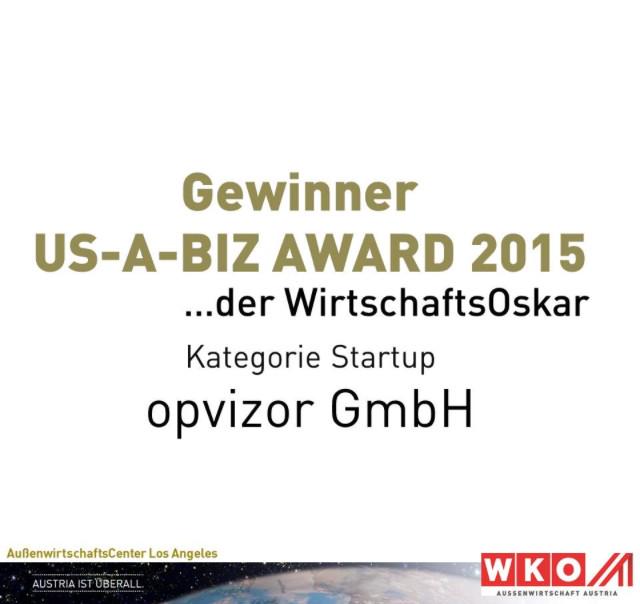 Gewinner
US-A-BIZ AWARD 2015
...der WirtschaftsOskar
Kategorie Startup
opvizor GmbH
AußenwirtschaftsCenter Los Angeles
AUSTRIA IST ÜBERALL.
WKO
AUSSENWIRTSCHAFT AUSTRIA